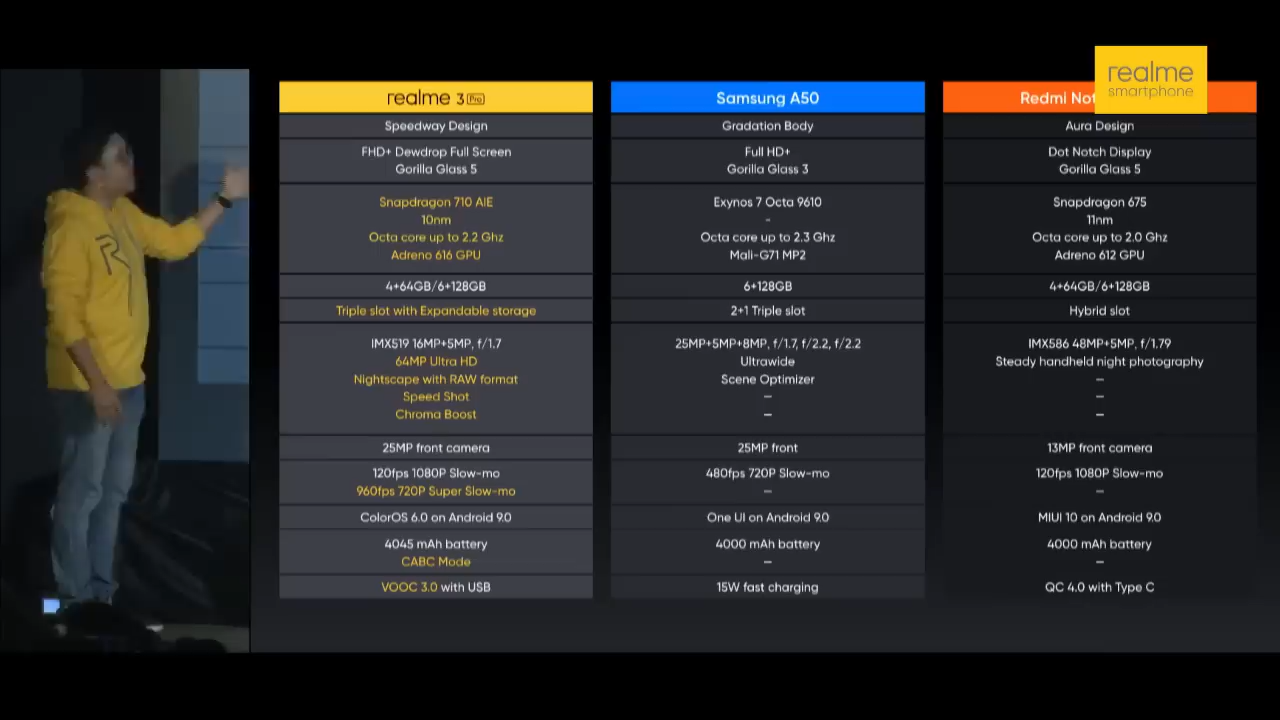 realme
smartphone
realme 3 Pro
Speedway Design
FHD+ Dewdrop Full Screen
Gorilla Glass 5
Snapdragon 710 AIE
10nm
Octa core up to 2.2 Ghz
Adreno 616 GPU
4+64GB/6+128GB
Triple slot with Expandable storage
IMX519 16MP+5MP, f/1.7
64MP Ultra HD
Nightscape with RAW format
Speed Shot
Chroma Boost
25MP front camera
120fps 1080P Slow-mo
960fps 720P Super Slow-mo
ColorOS 6.0 on Android 9.0
4045 mAh battery
CABC Mode
VOOC 3.0 with USB
Samsung A50
Gradation Body
Full HD+
Gorilla Glass 3
Exynos 7 Octa 9610
-
Octa core up to 2.3 Ghz
Mali-G71 MP2
6+128GB
2+1 Triple slot
25MP+5MP+8MP, f/1.7, f/2.2, f/2.2
Ultrawide
Scene Optimizer
–
–
25MP front
480fps 720P Slow-mo
–
One UI on Android 9.0
4000 mAh battery
–
15W fast charging
Redmi
Aura Design
Dot Notch Display
Gorilla Glass 5
Snapdragon 675
11nm
Octa core up to 2.0 Ghz
Adreno 612 GPU
4+64GB/6+128GB
Hybrid slot
IMX586 48MP+5MP, f/1.79
Steady handheld night photography
–
–
–
13MP front camera
120fps 1080P Slow-mo
–
MIUI 10 on Android 9.0
4000 mAh battery
–
QC 4.0 with Type C